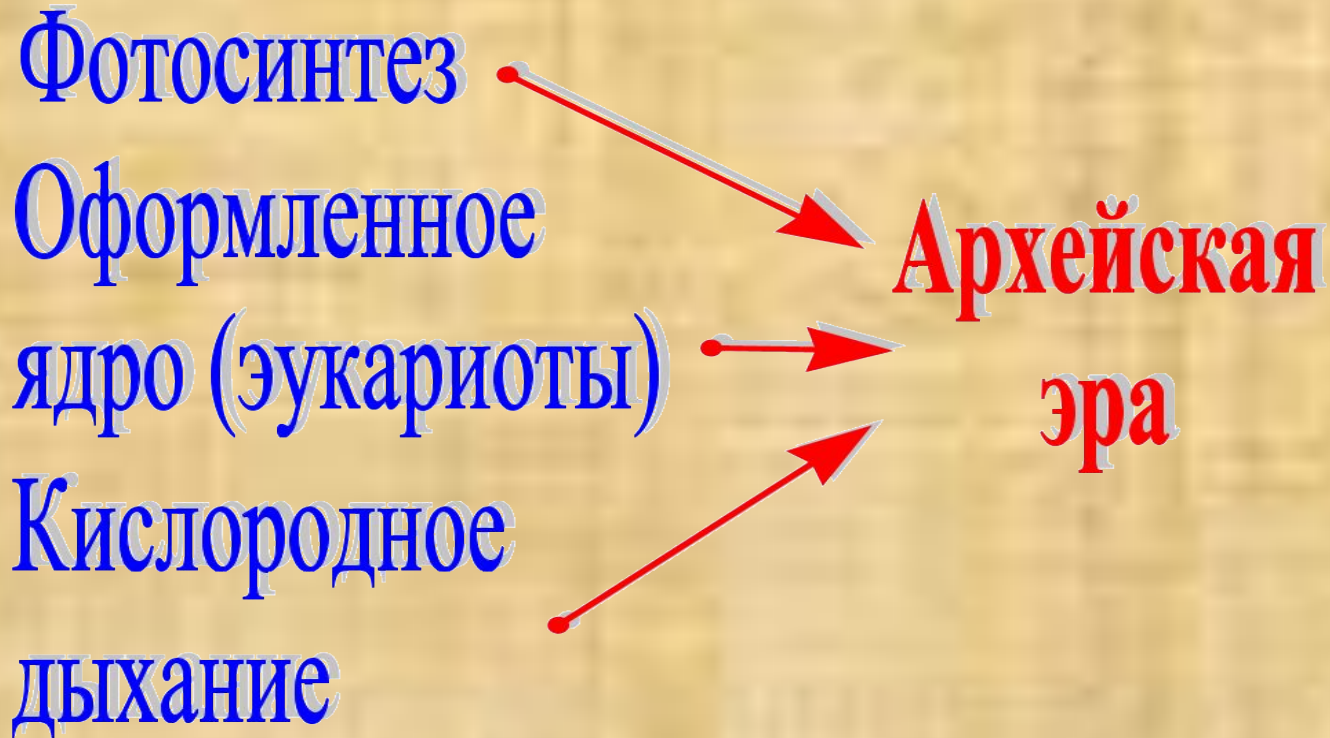 Фотосинтез
Оформленное
ядро (эукариоты)
Кислородное
дыхание
Архейская
эра